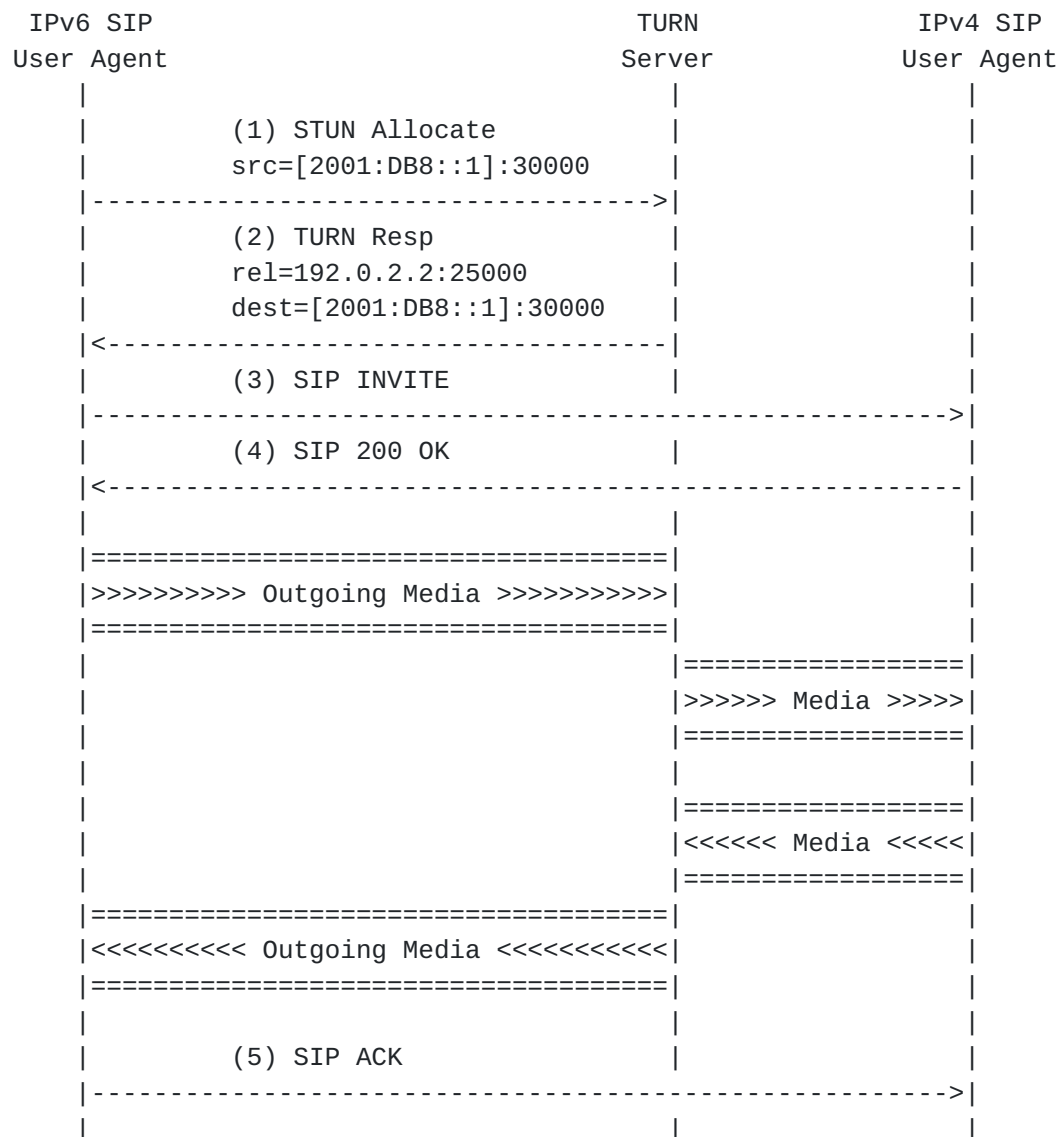 IPv6 SIP TURN IPv4 SIP
User Agent Server User Agent
(1) STUN Allocate
src=[2001:DB8::1]:30000
(2) TURN Resp
rel=192.0.2.2:25000
dest=[2001:DB8::1]:30000
(3) SIP INVITE
(4) SIP 200 OK
>>>>>>>>>> Outgoing Media >>>>>>>>>>>
>>>>>> Media >>>>>
<<<<<< Media <<<<<
<<<<<<<<<< Outgoing Media <<<<<<<<<<<
(5) SIP ACK